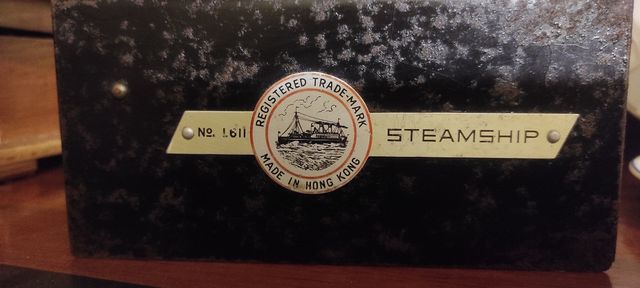 No. 1611
REGISTERED TRADE-MARK
MADE IN HONG KONG
STEAMSHIP